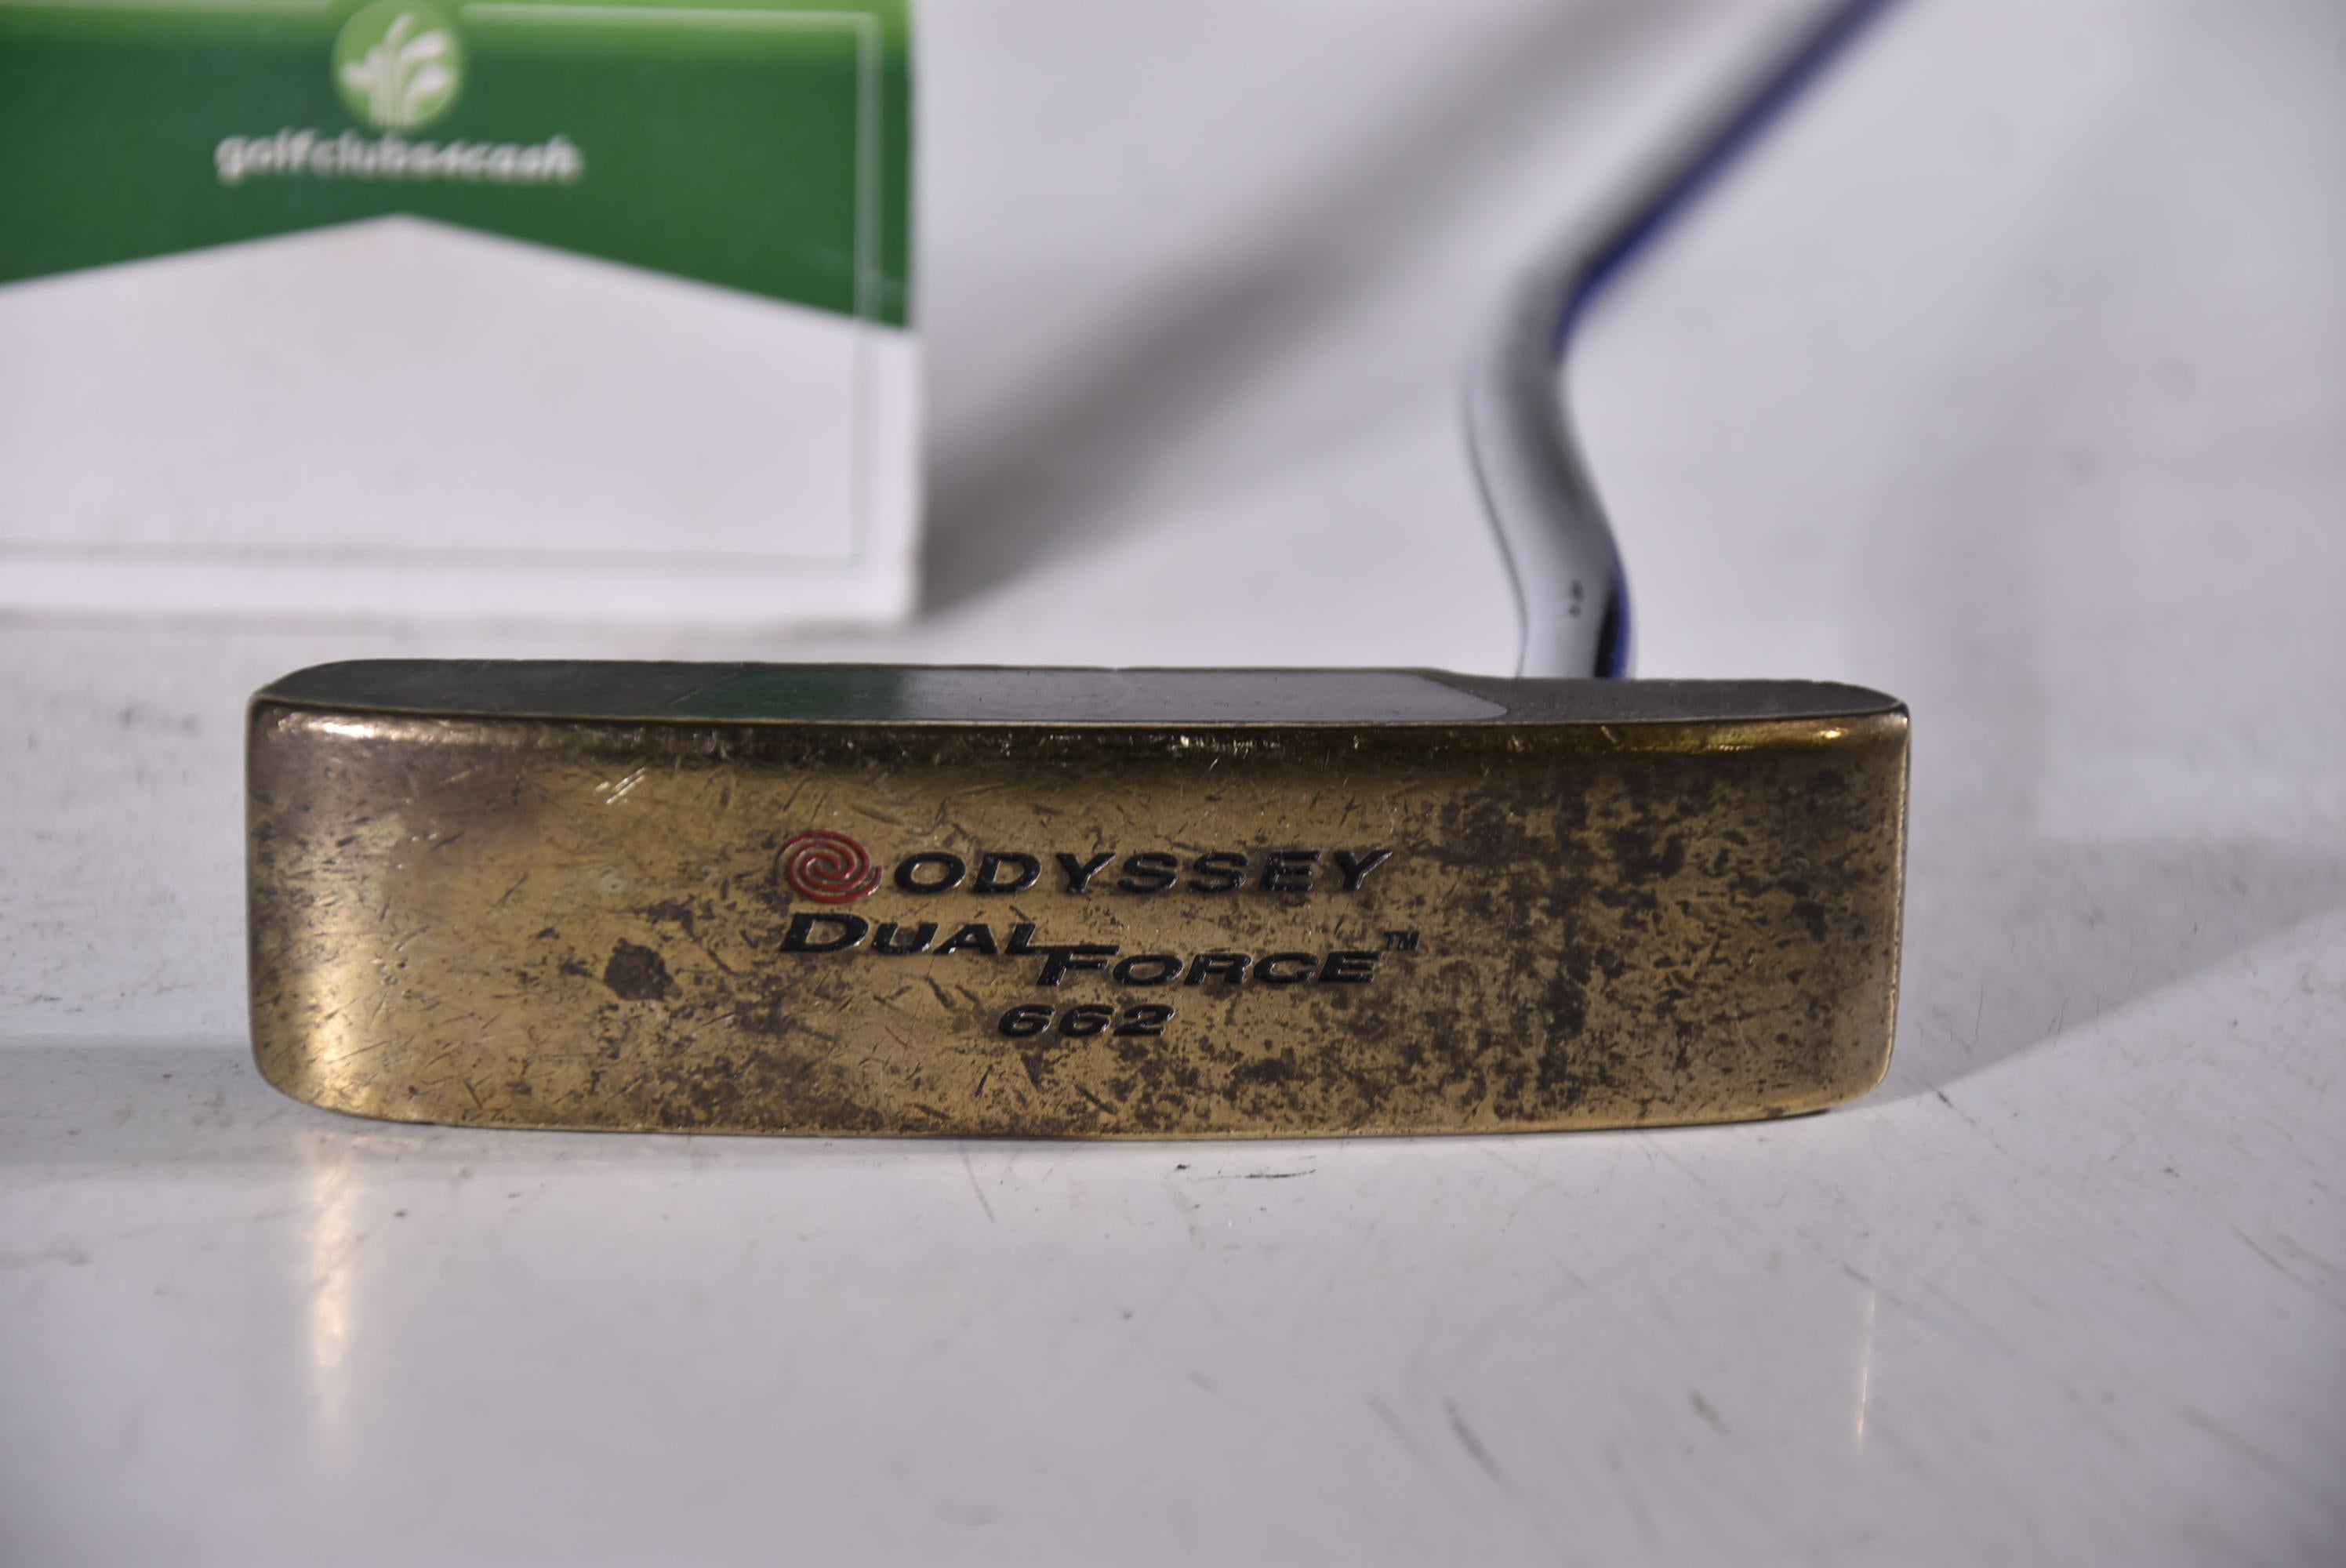 golfclubs4cash
ODYSSEY
DUAL FORCE™
662